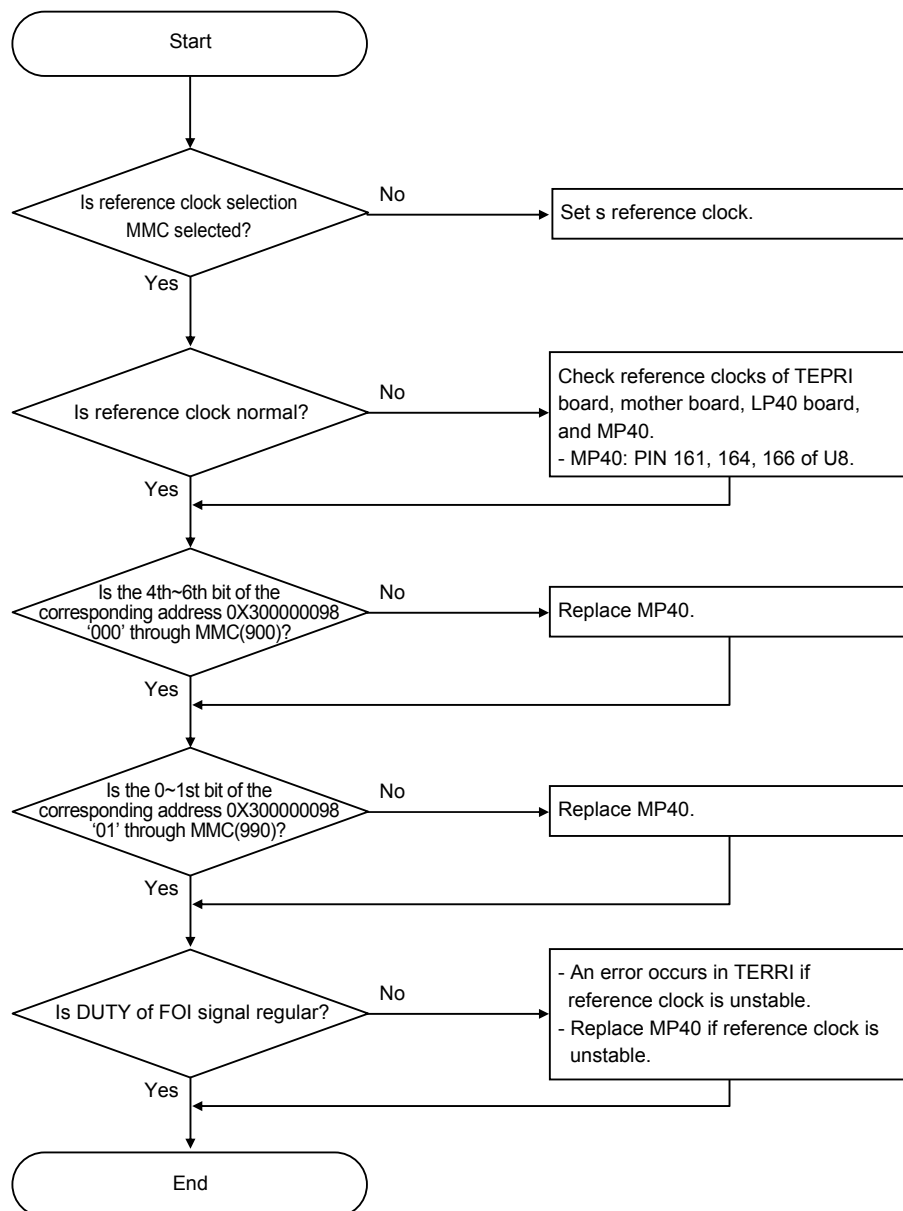 Start
Is reference clock selection
MMC selected?
No
Set s reference clock.
Yes
Is reference clock normal?
No
Check reference clocks of TEPRI
board, mother board, LP40 board,
and MP40.
- MP40: PIN 161, 164, 166 of U8.
Yes
Is the 4th~6th bit of the
corresponding address 0X300000098
‘000’ through MMC(900)?
No
Replace MP40.
Yes
Is the 0~1st bit of the
corresponding address 0X300000098
‘01’ through MMC(990)?
No
Replace MP40.
Yes
Is DUTY of FOI signal regular?
No
- An error occurs in TERRI if
reference clock is unstable.
- Replace MP40 if reference clock is
unstable.
Yes
End